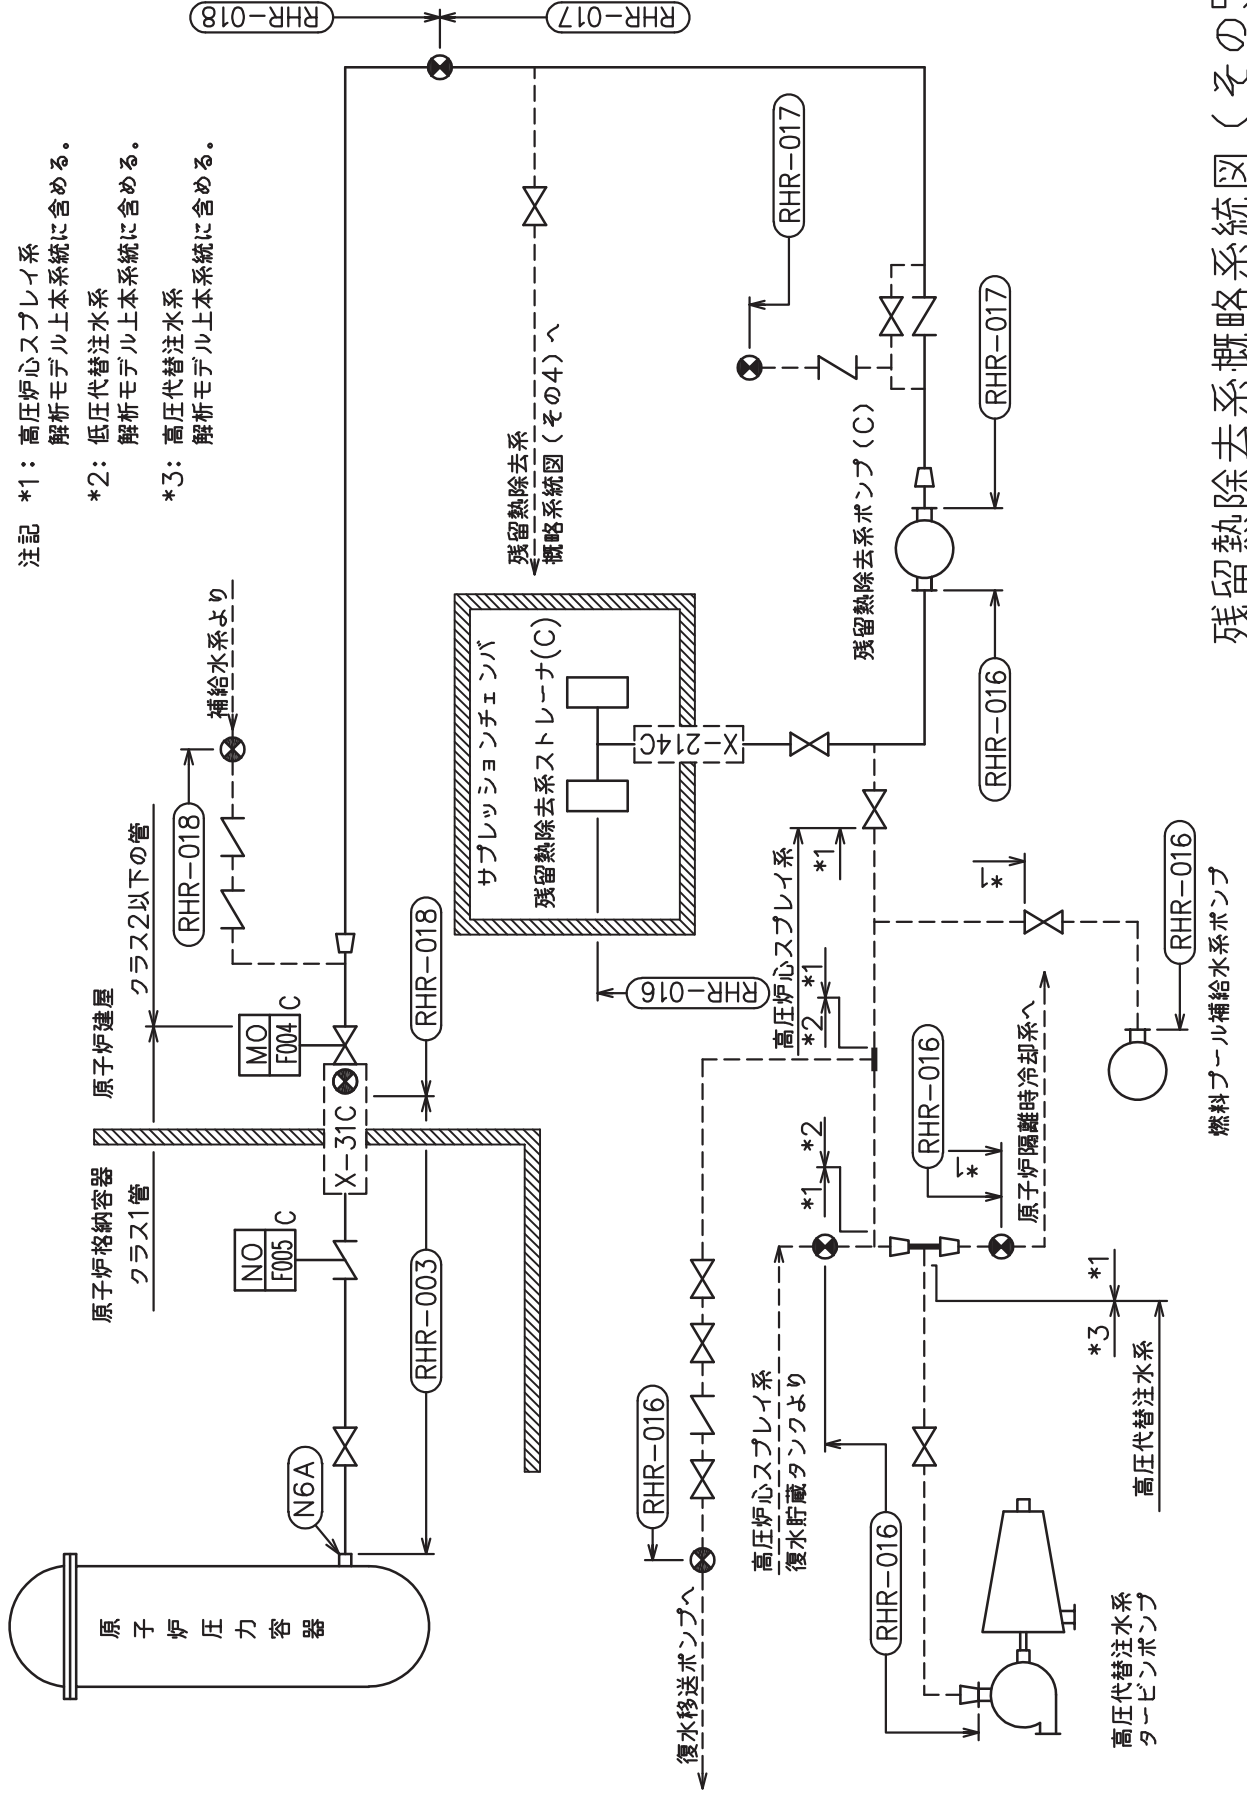 注記 *1: 高圧炉心スプレイ系
解析モデル上本系統に含める。
*2: 低圧代替注水系
解析モデル上本系統に含める。
*3: 高圧代替注水系
解析モデル上本系統に含める。
原子炉格納容器
原子炉建屋
クラス1管
クラス2以下の管
原子炉圧力容器
N6A
NO
F005
C
X-31C
MO
F004
C
RHR-003
RHR-018
RHR-018
補給水系より
RHR-018
RHR-017
残留熱除去系
概略系統図(その4)へ
サプレッションチェンバ
残留熱除去系ストレーナ(C)
X-214C
RHR-016
RHR-017
残留熱除去系ポンプ(C)
RHR-016
RHR-017
復水移送ポンプへ
RHR-016
高圧炉心スプレイ系
復水貯蔵タンクより
高圧炉心スプレイ系
*1
*2
*2
*1
*1
RHR-016
RHR-016
*1
原子炉隔離時冷却系へ
*1
RHR-016
燃料プール補給水系ポンプ
*3
*1
高圧代替注水系
高圧代替注水系
タービンポンプ
残留熱除去系概略系統図(その